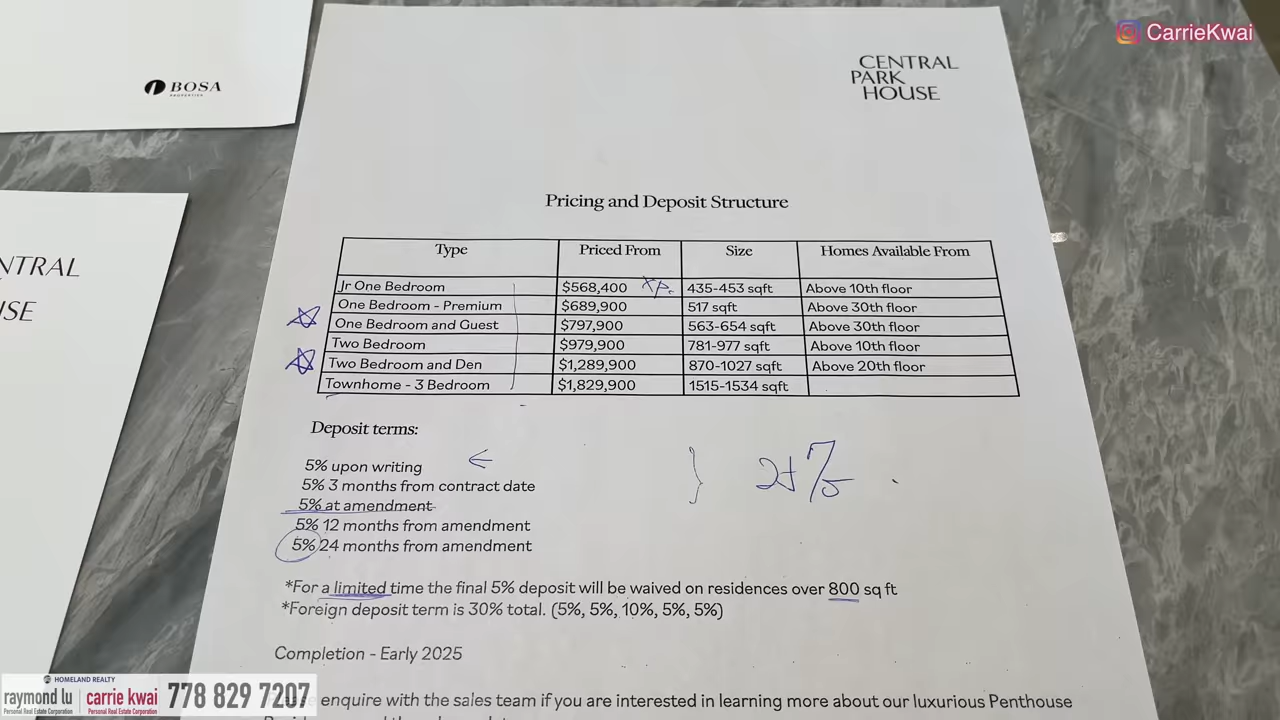 CarrieKwai
BOSA
PROPERTIES
CENTRAL
PARK
HOUSE
NTRAL
SE
Pricing and Deposit Structure
Type Priced From Size Homes Available From
Jr One Bedroom $568,400 435-453 sqft Above 10th floor
One Bedroom - Premium $689,900 517 sqft Above 30th floor
One Bedroom and Guest $797,900 563-654 sqft Above 30th floor
Two Bedroom $979,900 781-977 sqft Above 10th floor
Two Bedroom and Den $1,289,900 870-1027 sqft Above 20th floor
Townhome - 3 Bedroom $1,829,900 1515-1534 sqft
Deposit terms:
5% upon writing
5% 3 months from contract date
5% at amendment
5% 12 months from amendment
5% 24 months from amendment
*For a limited time the final 5% deposit will be waived on residences over 800 sq ft
*Foreign deposit term is 30% total. (5%, 5%, 10%, 5%, 5%)
Completion - Early 2025
enquire with the sales team if you are interested in learning more about our luxurious Penthouse
HOMELAND REALTY
raymond lu carrie kwai 778 829 7207
Personal Real Estate Corporation Personal Real Estate Corporation